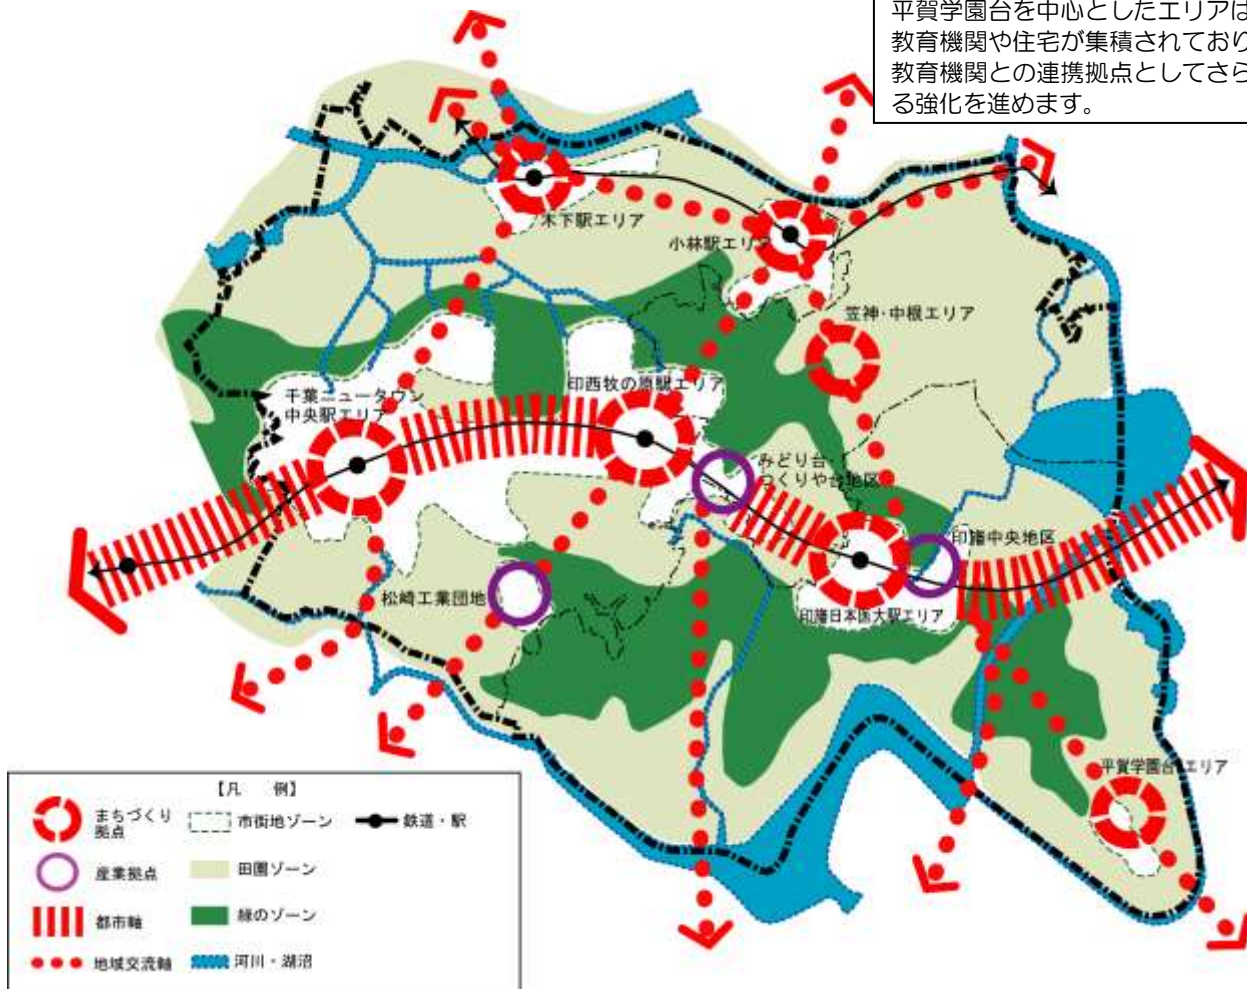 平賀学園台を中心としたエリアは
教育機関や住宅が集積されており
教育機関との連携拠点としてさら
る強化を進めます。
木下駅エリア
小林駅エリア
笠神・中根エリア
千葉ニュータウン
中央駅エリア
印西牧の原駅エリア
みどり台・
つくりや台地区
印旛中央地区
松崎工業団地
印旛日本医大駅エリア
平賀学園台エリア
【凡 例】
まちづくり
拠点
市街地ゾーン
鉄道・駅
産業拠点
田園ゾーン
都市軸
緑のゾーン
地域交流軸
河川・湖沼